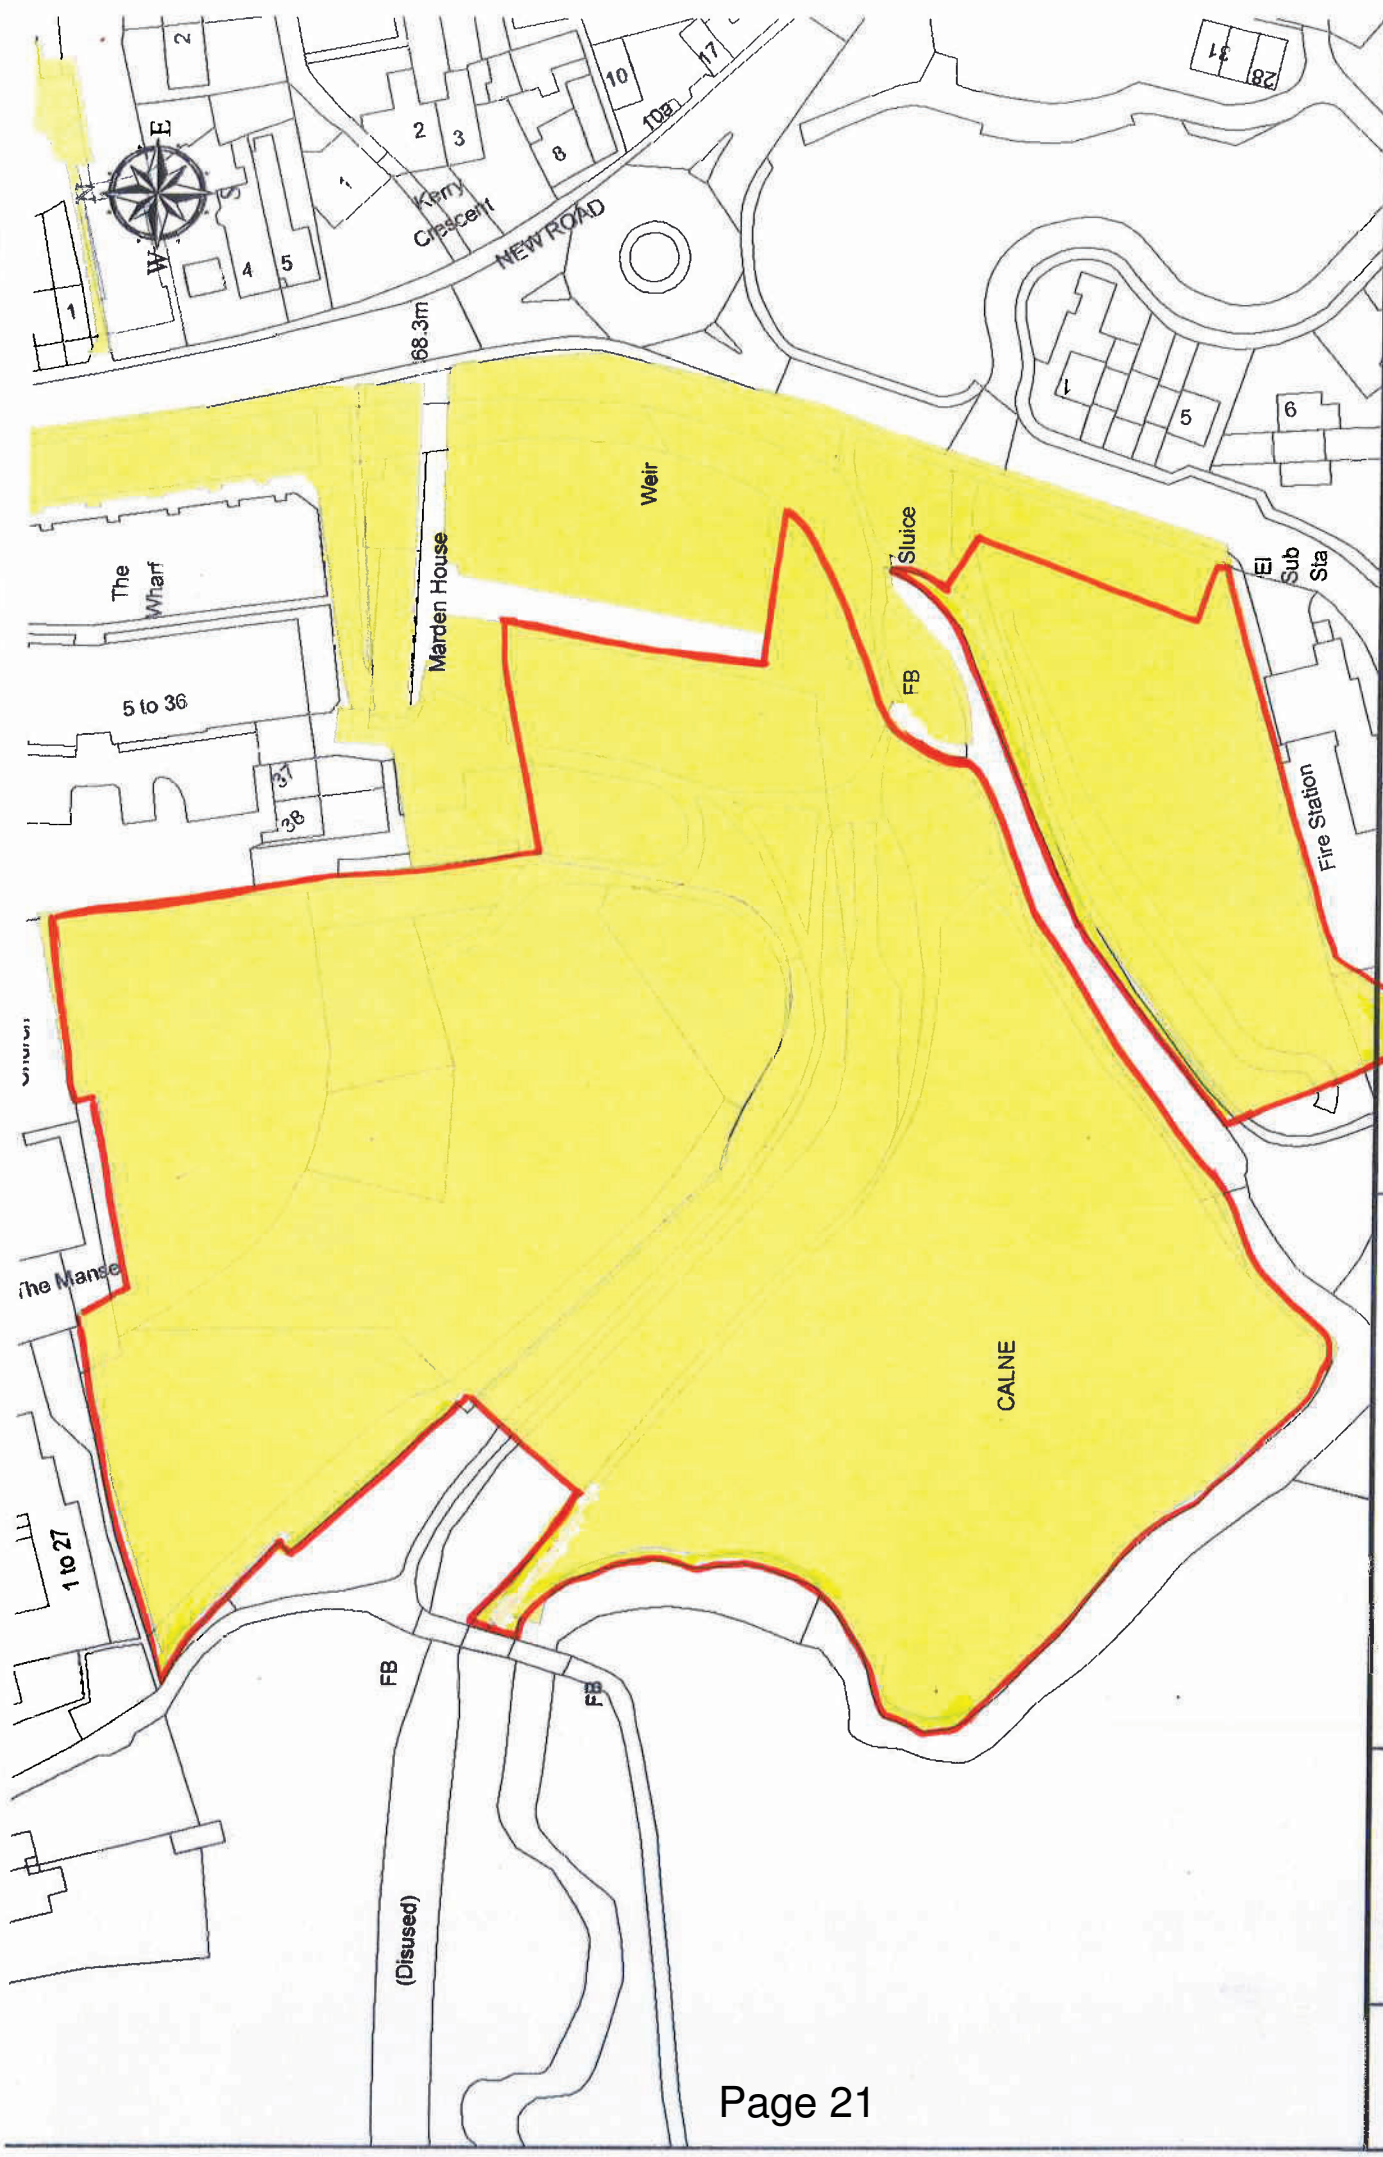 2
10
17
31
28
10a
2
3
8
N
E
S
W
1
Kerry
Crescent
NEW ROAD
4
5
1
68.3m
1
5
6
Weir
The
Wharf
Marden House
Sluice
El
Sub
Sta
FB
5 to 36
37
38
Fire Station
Church
The Manse
CALNE
1 to 27
FB
FB
(Disused)
Page 21